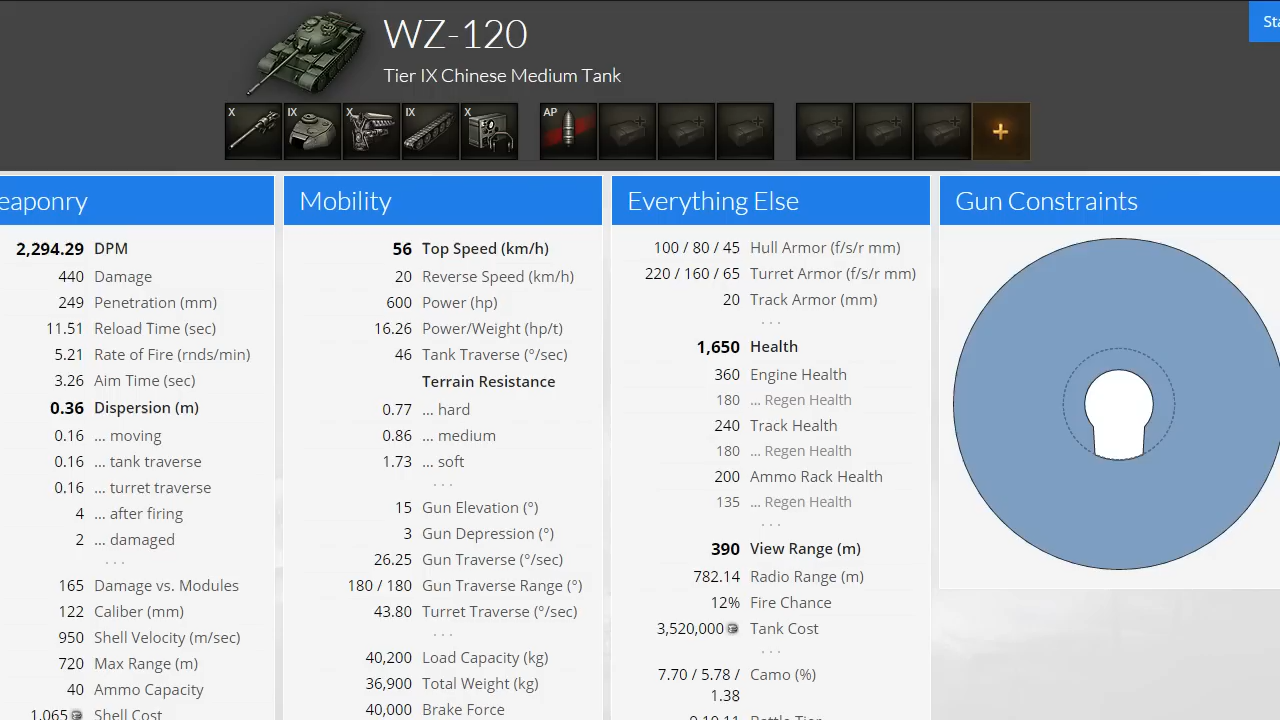 WZ-120
Sta
Tier IX Chinese Medium Tank
X
IX
X
IX
X
AP
eaponry
2,294.29 DPM
440 Damage
249 Penetration (mm)
11.51 Reload Time (sec)
5.21 Rate of Fire (rnds/min)
3.26 Aim Time (sec)
0.36 Dispersion (m)
0.16 ... moving
0.16 ... tank traverse
0.16 ... turret traverse
4 ... after firing
2 ... damaged
. . .
165 Damage vs. Modules
122 Caliber (mm)
950 Shell Velocity (m/sec)
720 Max Range (m)
40 Ammo Capacity
1,065 Shell Cost
Mobility
56 Top Speed (km/h)
20 Reverse Speed (km/h)
600 Power (hp)
16.26 Power/Weight (hp/t)
46 Tank Traverse (°/sec)
Terrain Resistance
0.77 ... hard
0.86 ... medium
1.73 ... soft
. . .
15 Gun Elevation (°)
3 Gun Depression (°)
26.25 Gun Traverse (°/sec)
180 / 180 Gun Traverse Range (°)
43.80 Turret Traverse (°/sec)
. . .
40,200 Load Capacity (kg)
36,900 Total Weight (kg)
40,000 Brake Force
Everything Else
100 / 80 / 45 Hull Armor (f/s/r mm)
220 / 160 / 65 Turret Armor (f/s/r mm)
20 Track Armor (mm)
. . .
1,650 Health
360 Engine Health
180 ... Regen Health
240 Track Health
180 ... Regen Health
200 Ammo Rack Health
135 ... Regen Health
. . .
390 View Range (m)
782.14 Radio Range (m)
12% Fire Chance
3,520,000 Tank Cost
. . .
7.70 / 5.78 / Camo (%)
1.38
Gun Constraints